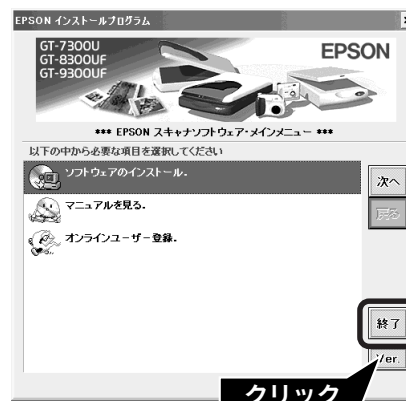 EPSON インストールプログラム
GT-7300U
GT-8300UF
GT-9300UF
EPSON
*** EPSON スキャナソフトウェア・メインメニュー ***
以下の中から必要な項目を選択してください
ソフトウェアのインストール.
次へ
マニュアルを見る.
戻る
オンラインユーザー登録.
終了
Ver.
クリック